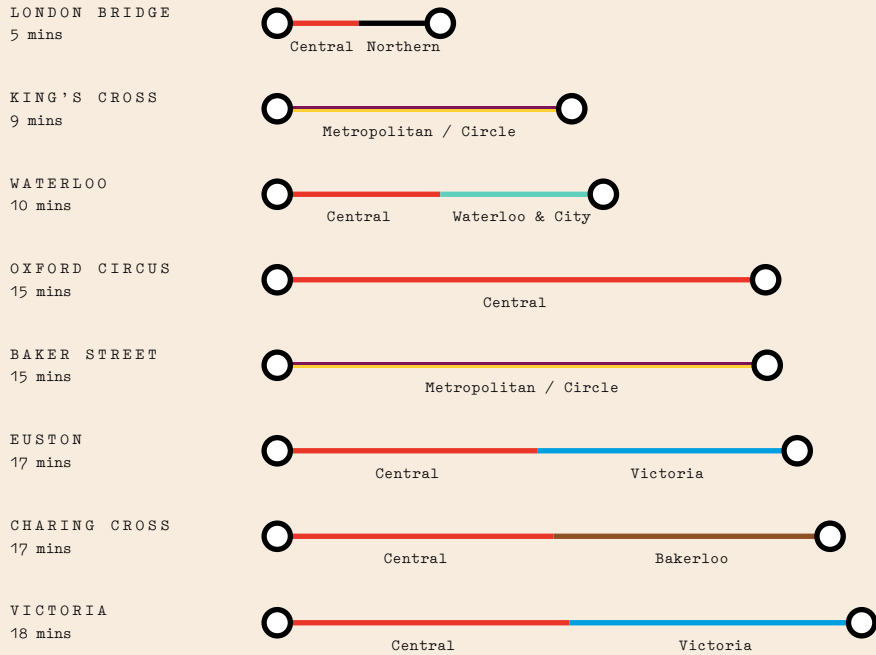 LONDON BRIDGE
5 mins
Central Northern
KING'S CROSS
9 mins
Metropolitan / Circle
WATERLOO
10 mins
Central Waterloo & City
OXFORD CIRCUS
15 mins
Central
BAKER STREET
15 mins
Metropolitan / Circle
EUSTON
17 mins
Central Victoria
CHARING CROSS
17 mins
Central Bakerloo
VICTORIA
18 mins
Central Victoria